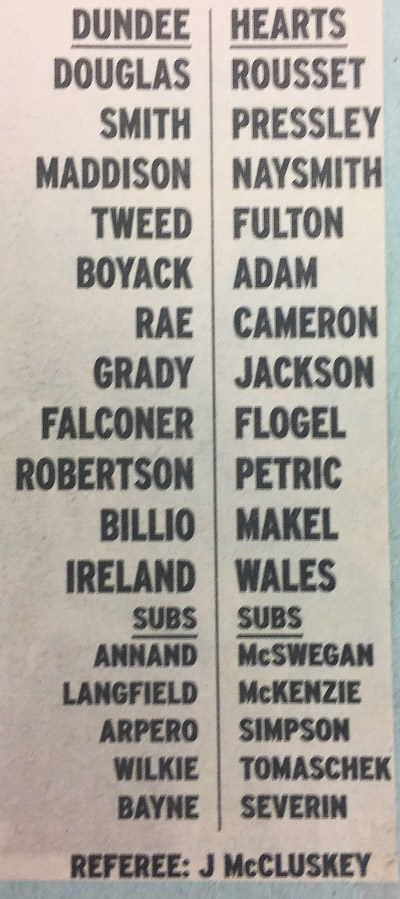 DUNDEE HEARTS
DOUGLAS ROUSSET
SMITH PRESSLEY
MADDISON NAYSMITH
TWEED FULTON
BOYACK ADAM
RAE CAMERON
GRADY JACKSON
FALCONER FLOGEL
ROBERTSON PETRIC
BILLIO MAKEL
IRELAND WALES
SUBS SUBS
ANNAND McSWEGAN
LANGFIELD McKENZIE
ARPERO SIMPSON
WILKIE TOMASCHEK
BAYNE SEVERIN
REFEREE: J McCLUSKEY